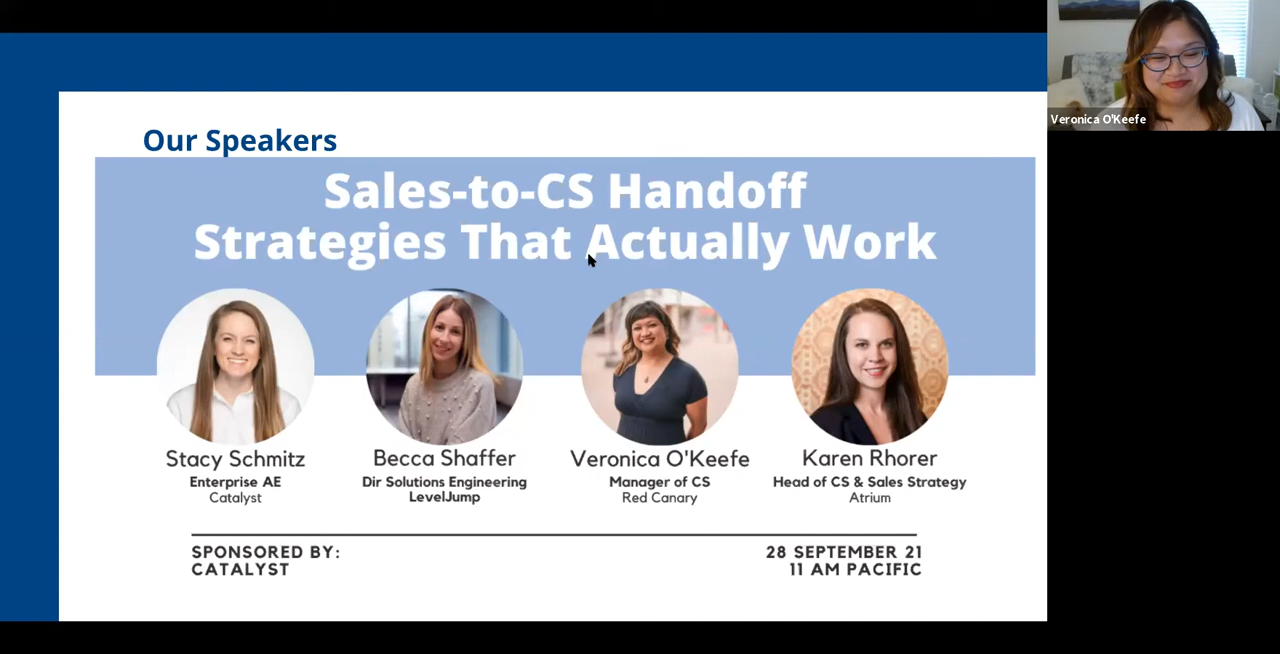 Our Speakers
Sales-to-CS Handoff
Strategies That Actually Work
Stacy Schmitz
Enterprise AE
Catalyst
Becca Shaffer
Dir Solutions Engineering
LevelJump
Veronica O'Keefe
Manager of CS
Red Canary
Karen Rhorer
Head of CS & Sales Strategy
Atrium
SPONSORED BY:
CATALYST
28 SEPTEMBER 21
11 AM PACIFIC
Veronica O'Keefe